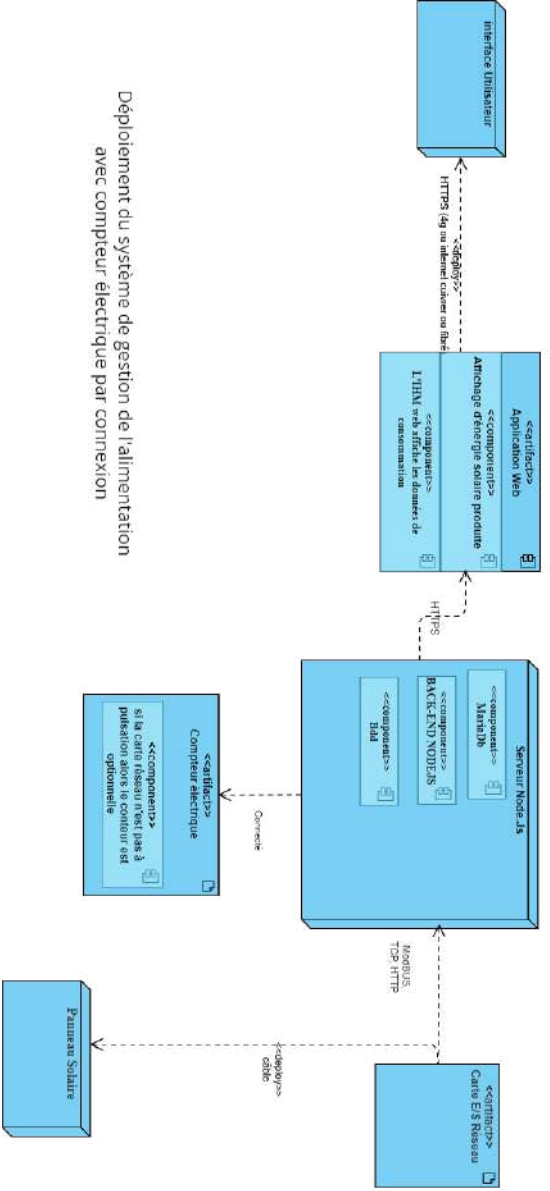 interface Utilisateur
<<deploy>>
HTTPS (4g ou internet cuivre ou fibre
<<artifact>>
Application Web
<<component>>
Affichage d'énergie solaire produite
<<component>>
L'IHM web affiche les données de
consommation
HTTPS
Serveur Node.Js
<<component>>
MariaDb
<<component>>
BACK-END NODEJS
<<component>>
Bdd
Connecté
<<artifact>>
Compteur électrique
<<component>>
si la carte réseau n'est pas à
pulsation alors le conteur est
optionnelle
ModBUS,
TCP, HTTP
<<artifact>>
Carte E/S Réseau
<<deploy>>
câble
Panneau Solaire
Déploiement du système de gestion de l'alimentation
avec compteur électrique par connexion